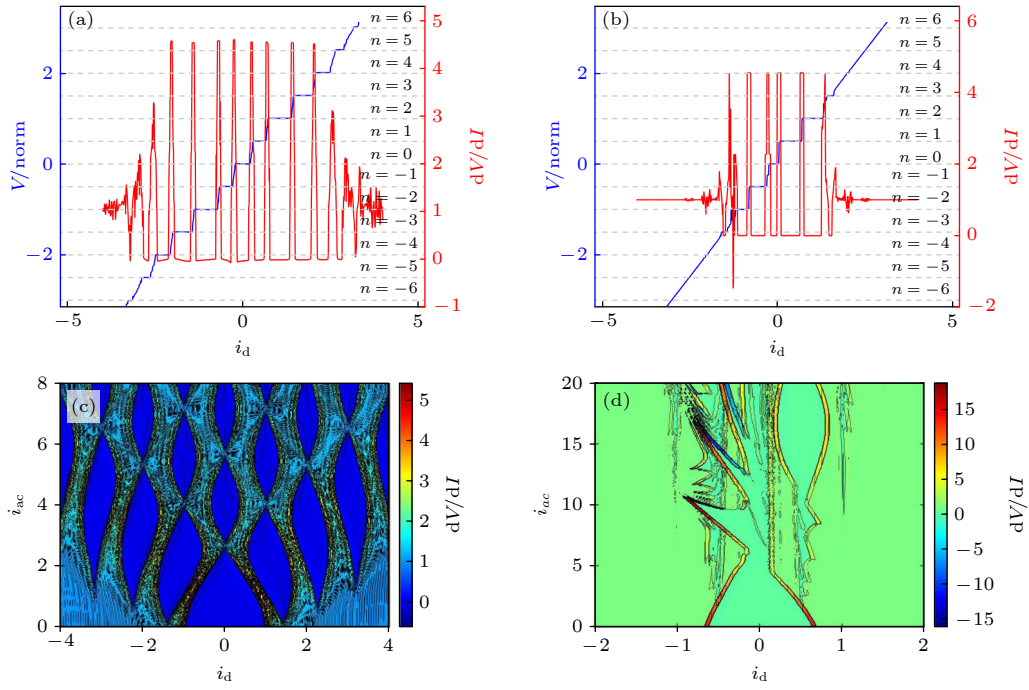 (a)
V/norm
2
0
−2
n = 6
n = 5
n = 4
n = 3
n = 2
n = 1
n = 0
n = −1
n = −2
n = −3
n = −4
n = −5
n = −6
5
4
3
2
1
0
−1
dV/dI
−5 0 5
i_d
(b)
V/norm
2
0
−2
n = 6
n = 5
n = 4
n = 3
n = 2
n = 1
n = 0
n = −1
n = −2
n = −3
n = −4
n = −5
n = −6
6
4
2
0
−2
dV/dI
−5 0 5
i_d
(c)
i_ac
8
6
4
2
0
−4 −2 0 2 4
i_d
5
4
3
2
1
0
dV/dI
(d)
i_ac
20
15
10
5
0
−2 −1 0 1 2
i_d
15
10
5
0
−5
−10
−15
dV/dI